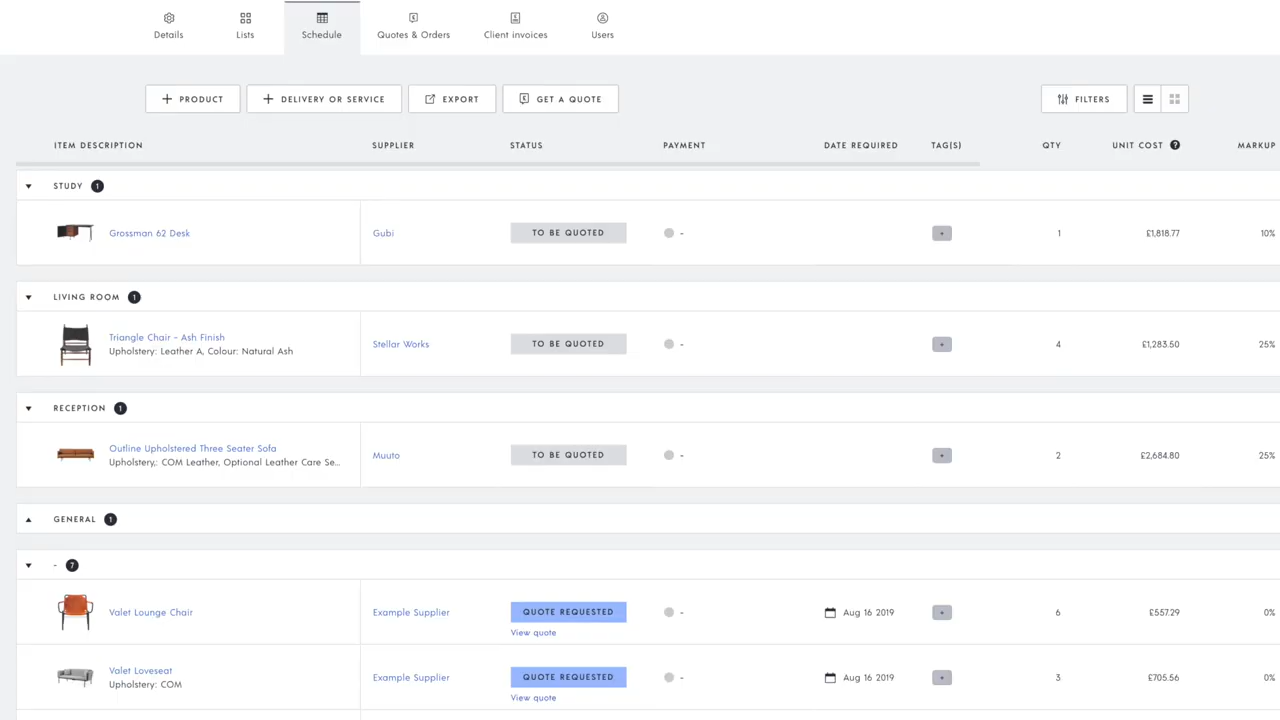 Details
Lists
Schedule
Quotes & Orders
Client invoices
Users
+ PRODUCT
+ DELIVERY OR SERVICE
EXPORT
£ GET A QUOTE
FILTERS
ITEM DESCRIPTION SUPPLIER STATUS PAYMENT DATE REQUIRED TAG(S) QTY UNIT COST ? MARKUP
STUDY 1
Grossman 62 Desk Gubi TO BE QUOTED - + 1 £1,818.77 10%
LIVING ROOM 1
Triangle Chair - Ash Finish
Upholstery: Leather A, Colour: Natural Ash
Stellar Works TO BE QUOTED - + 4 £1,283.50 25%
RECEPTION 1
Outline Upholstered Three Seater Sofa
Upholstery,: COM Leather, Optional Leather Care Se...
Muuto TO BE QUOTED - + 2 £2,684.80 25%
GENERAL 1
- 7
Valet Lounge Chair Example Supplier QUOTE REQUESTED - Aug 16 2019 + 6 £557.29 0%
View quote
Valet Loveseat
Upholstery: COM
Example Supplier QUOTE REQUESTED - Aug 16 2019 + 3 £705.56 0%
View quote